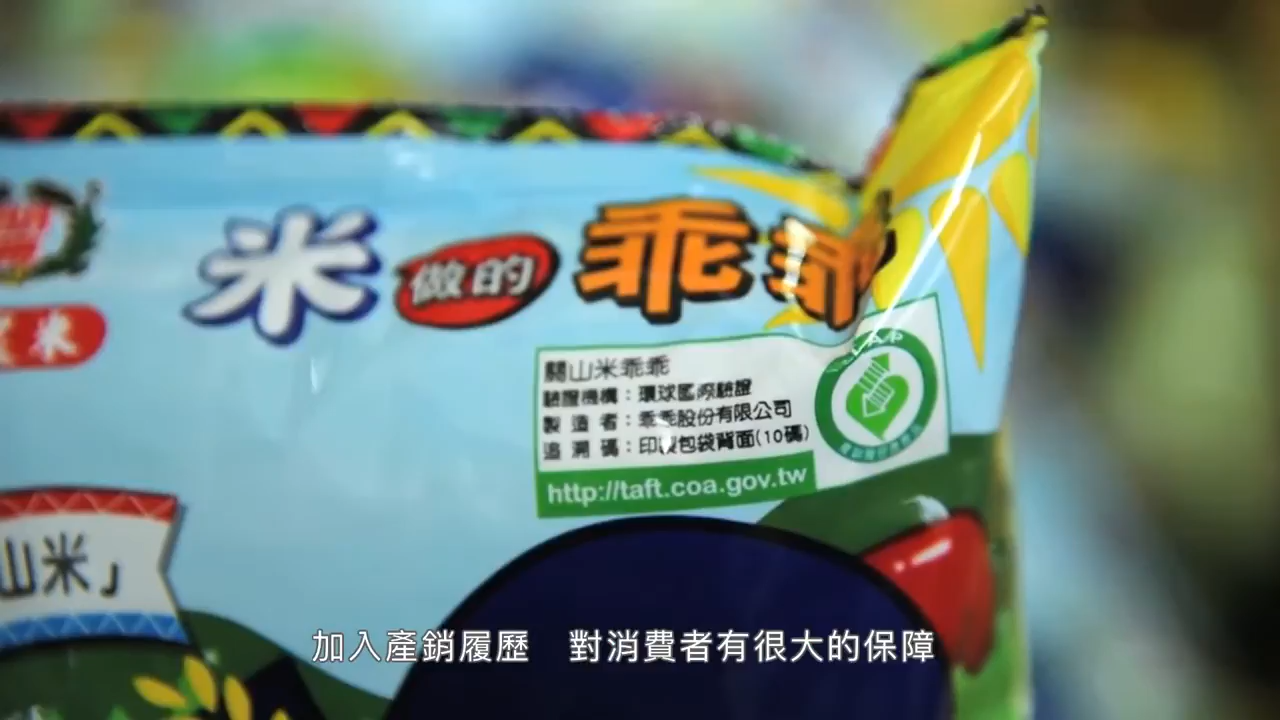 米做的乖乖
米
關山米乖乖
驗證機構：環球國際驗證
製造者：乖乖股份有限公司
追溯碼：印製包袋背面(10碼)
http://taft.coa.gov.tw
山米」
加入產銷履歷 對消費者有很大的保障